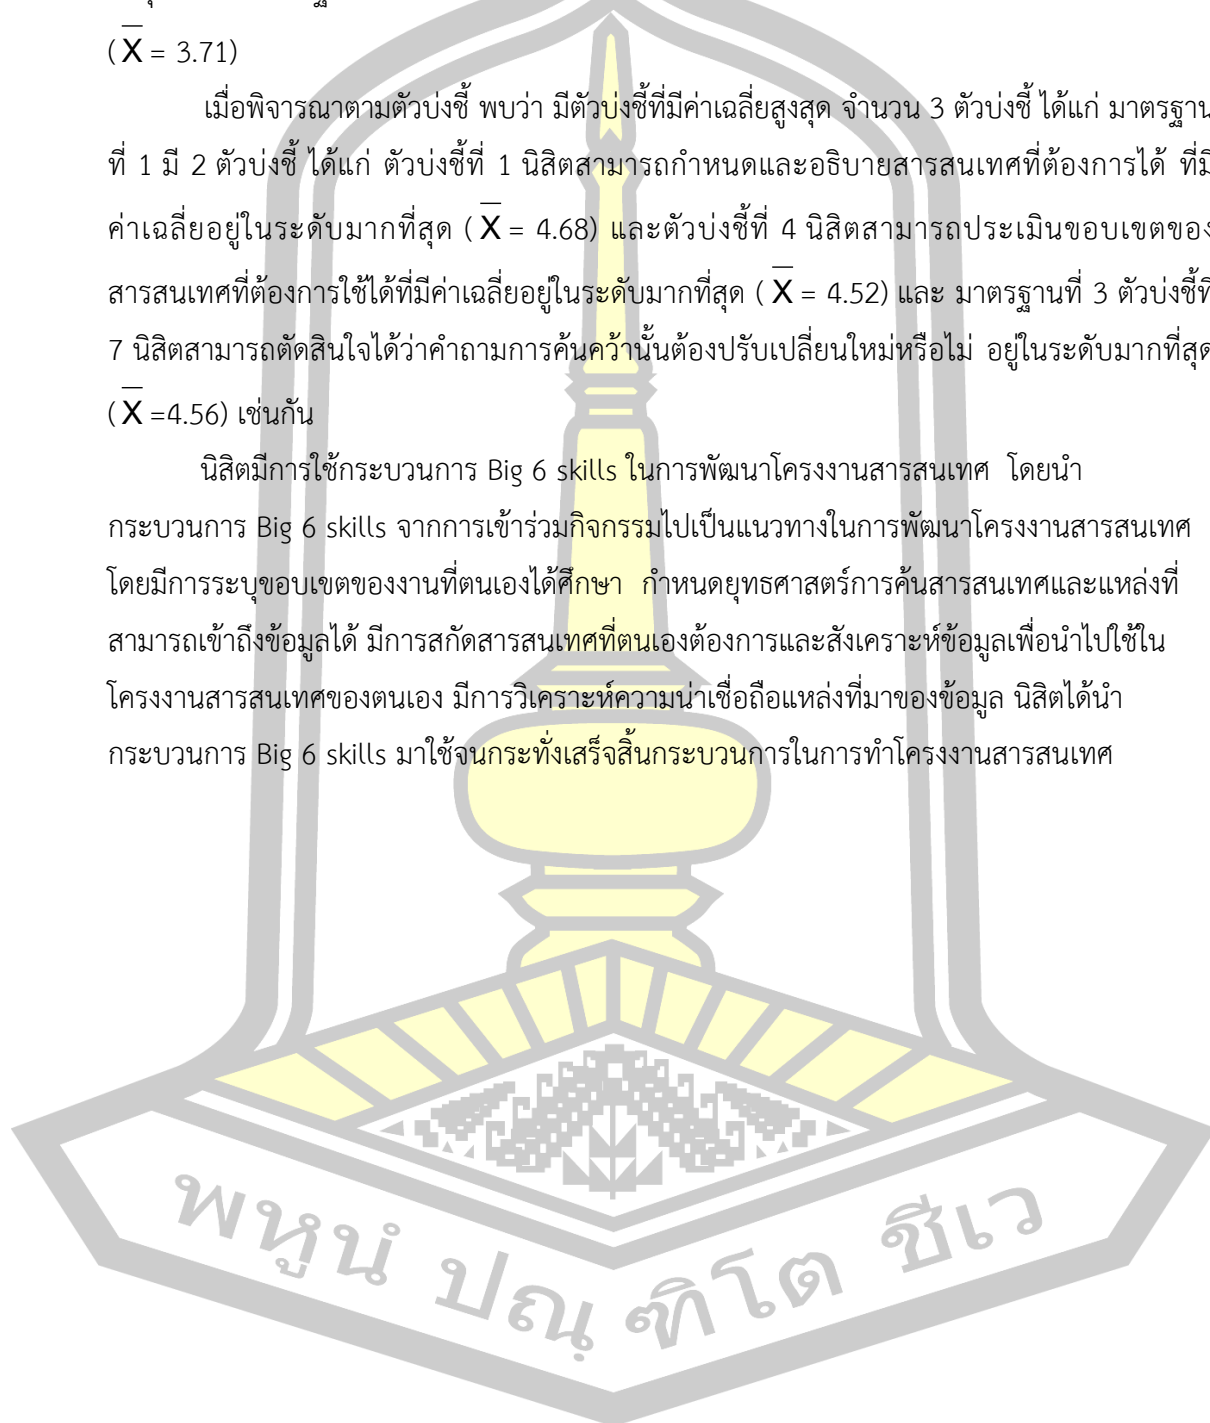 (X̅ = 3.71)
เมื่อพิจารณาตามตัวบ่งชี้ พบว่า มีตัวบ่งชี้ที่มีค่าเฉลี่ยสูงสุด จำนวน 3 ตัวบ่งชี้ ได้แก่ มาตรฐาน
ที่ 1 มี 2 ตัวบ่งชี้ ได้แก่ ตัวบ่งชี้ที่ 1 นิสิตสามารถกำหนดและอธิบายสารสนเทศที่ต้องการได้ ที่มี
ค่าเฉลี่ยอยู่ในระดับมากที่สุด (X̅ = 4.68) และตัวบ่งชี้ที่ 4 นิสิตสามารถประเมินขอบเขตของ
สารสนเทศที่ต้องการใช้ได้ที่มีค่าเฉลี่ยอยู่ในระดับมากที่สุด (X̅ = 4.52) และ มาตรฐานที่ 3 ตัวบ่งชี้ที่
7 นิสิตสามารถตัดสินใจได้ว่าคำถามการค้นคว้านั้นต้องปรับเปลี่ยนใหม่หรือไม่ อยู่ในระดับมากที่สุด
(X̅ =4.56) เช่นกัน
นิสิตมีการใช้กระบวนการ Big 6 skills ในการพัฒนาโครงงานสารสนเทศ โดยนำ
กระบวนการ Big 6 skills จากการเข้าร่วมกิจกรรมไปเป็นแนวทางในการพัฒนาโครงงานสารสนเทศ
โดยมีการระบุขอบเขตของงานที่ตนเองได้ศึกษา กำหนดยุทธศาสตร์การค้นสารสนเทศและแหล่งที่
สามารถเข้าถึงข้อมูลได้ มีการสกัดสารสนเทศที่ตนเองต้องการและสังเคราะห์ข้อมูลเพื่อนำไปใช้ใน
โครงงานสารสนเทศของตนเอง มีการวิเคราะห์ความน่าเชื่อถือแหล่งที่มาของข้อมูล นิสิตได้นำ
กระบวนการ Big 6 skills มาใช้จนกระทั่งเสร็จสิ้นกระบวนการในการทำโครงงานสารสนเทศ
พหูนํ ปณฺฑิโต ชีเว